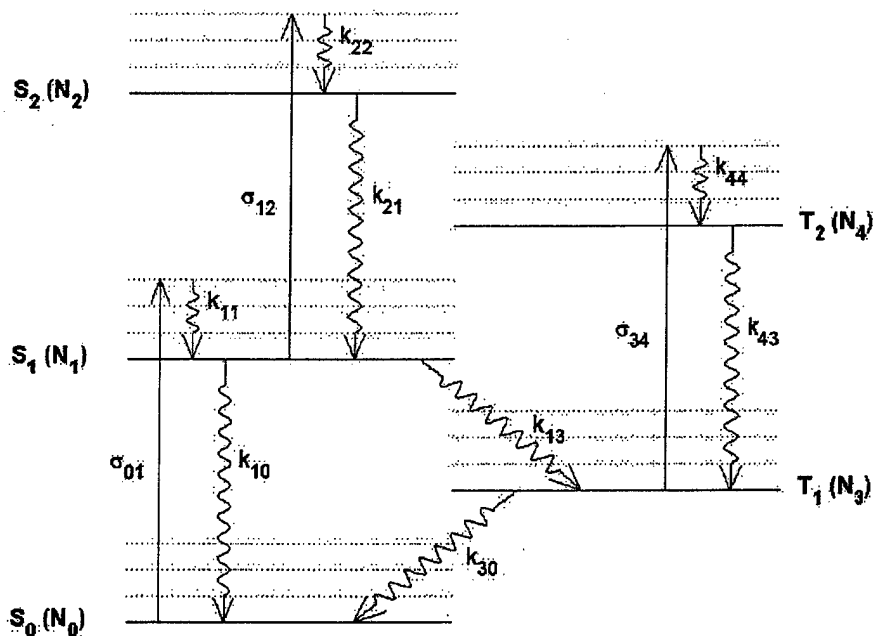 k₂₂
S₂ (N₂)
σ₁₂
k₂₁
k₄₄
T₂ (N₄)
k₁₁
σ₃₄
k₄₃
S₁ (N₁)
k₁₃
σ₀₁
k₁₀
T₁ (N₃)
k₃₀
S₀ (N₀)